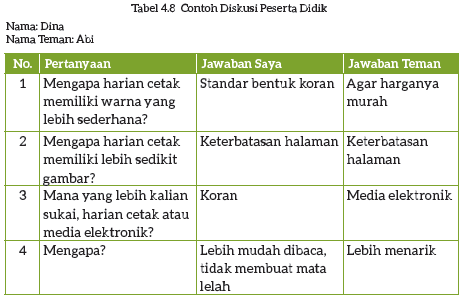 Tabel 4.8 Contoh Diskusi Peserta Didik
Nama: Dina
Nama Teman: Abi
No. Pertanyaan Jawaban Saya Jawaban Teman
1 Mengapa harian cetak Standar bentuk koran Agar harganya
memiliki warna yang murah
lebih sederhana?
2 Mengapa harian cetak Keterbatasan halaman Keterbatasan
memiliki lebih sedikit halaman
gambar?
3 Mana yang lebih kalian Koran Media elektronik
sukai, harian cetak atau
media elektronik?
4 Mengapa? Lebih mudah dibaca, Lebih menarik
tidak membuat mata
lelah